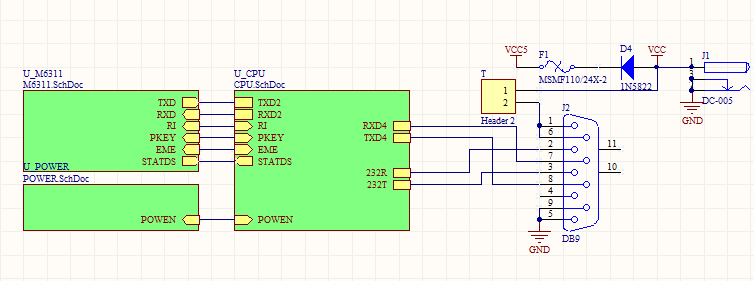 VCC5
F1
MSMF110/24X-2
D4
1N5822
VCC
J1
1
3
2
DC-005
GND
U_M6311
M6311.SchDoc
TXD
RXD
RI
PKEY
EME
STATDS
U_POWER
POWER.SchDoc
POWEN
U_CPU
CPU.SchDoc
TXD2
RXD2
RI
PKEY
EME
STATDS
POWEN
RXD4
TXD4
232R
232T
T
1
2
Header 2
J2
1
6
2
7
3
8
4
9
5
11
10
DB9
GND